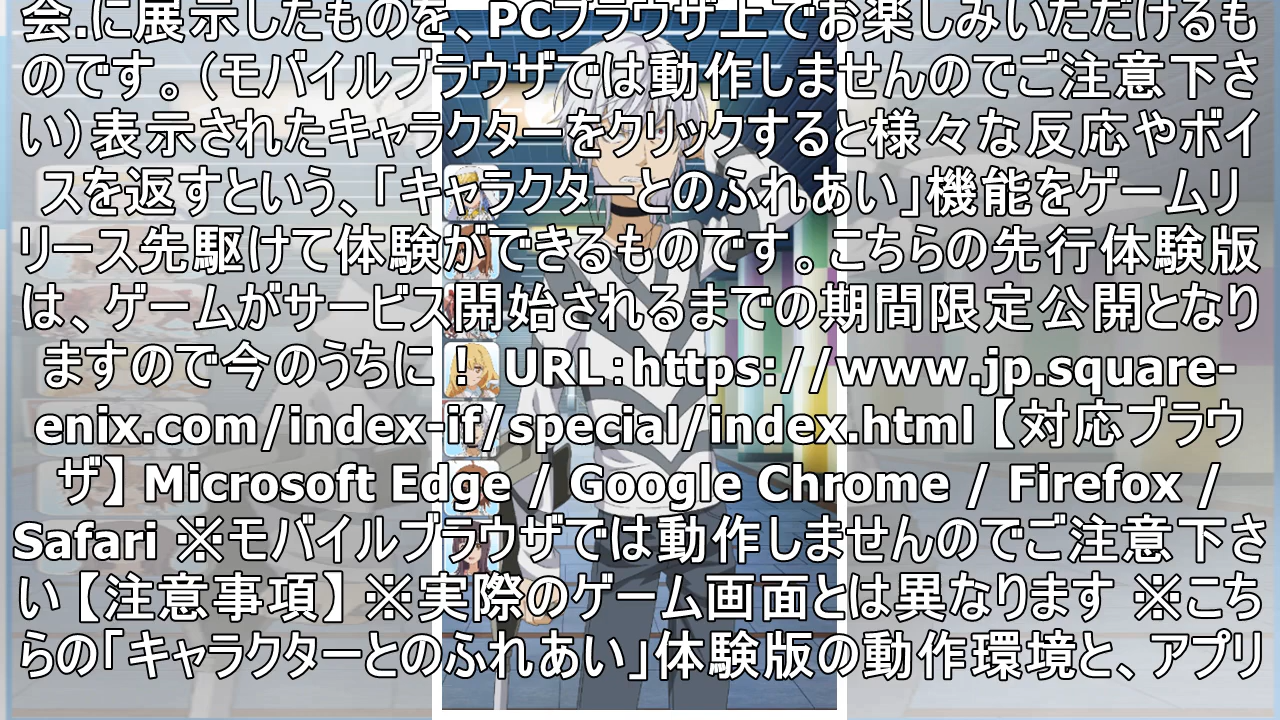 会.に展示したものを、PCブラウザ上でお楽しみいただけるも
のです。（モバイルブラウザでは動作しませんのでご注意下さ
い）表示されたキャラクターをクリックすると様々な反応やボイ
スを返すという、「キャラクターとのふれあい」機能をゲームリ
リース先駆けて体験ができるものです。こちらの先行体験版
は、ゲームがサービス開始されるまでの期間限定公開となり
ますので今のうちに！ URL：https://www.jp.square-
enix.com/index-if/special/index.html【対応ブラウ
ザ】Microsoft Edge / Google Chrome / Firefox /
Safari ※モバイルブラウザでは動作しませんのでご注意下さ
い【注意事項】※実際のゲーム画面とは異なります ※こち
らの「キャラクターとのふれあい」体験版の動作環境と、アプリ